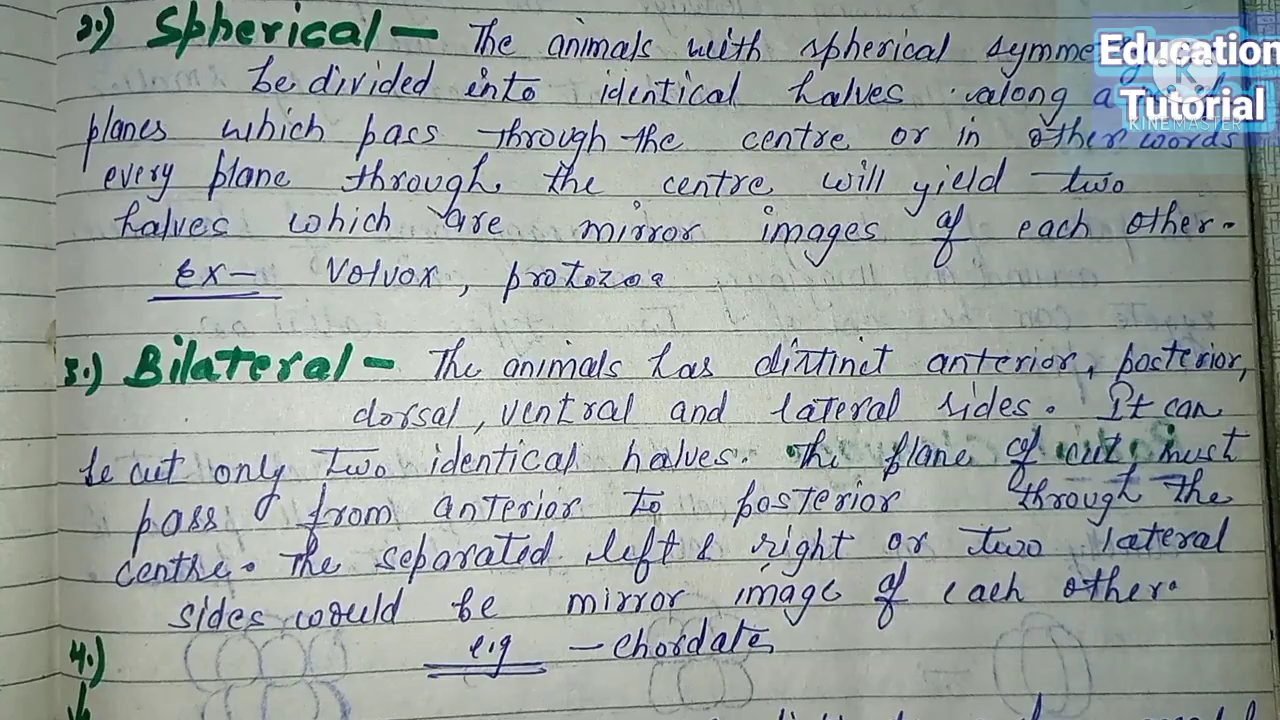 2.) Spherical - The animals with spherical
be divided into identical halves along
planes which pass through the centre or in other words
every plane through the centre will yield two
halves which are mirror images of each other.
Ex- Volvox, protozoa
3.) Bilateral - The animals has distinct anterior, posterior,
dorsal, ventral and lateral sides. It can
be cut only two identical halves. The plane of cut must
pass from anterior to posterior through the
centre. The separated left & right or two lateral
sides would be mirror image of each other.
e.g - Chordates
4.)
Education
Tutorial
KINEMASTER